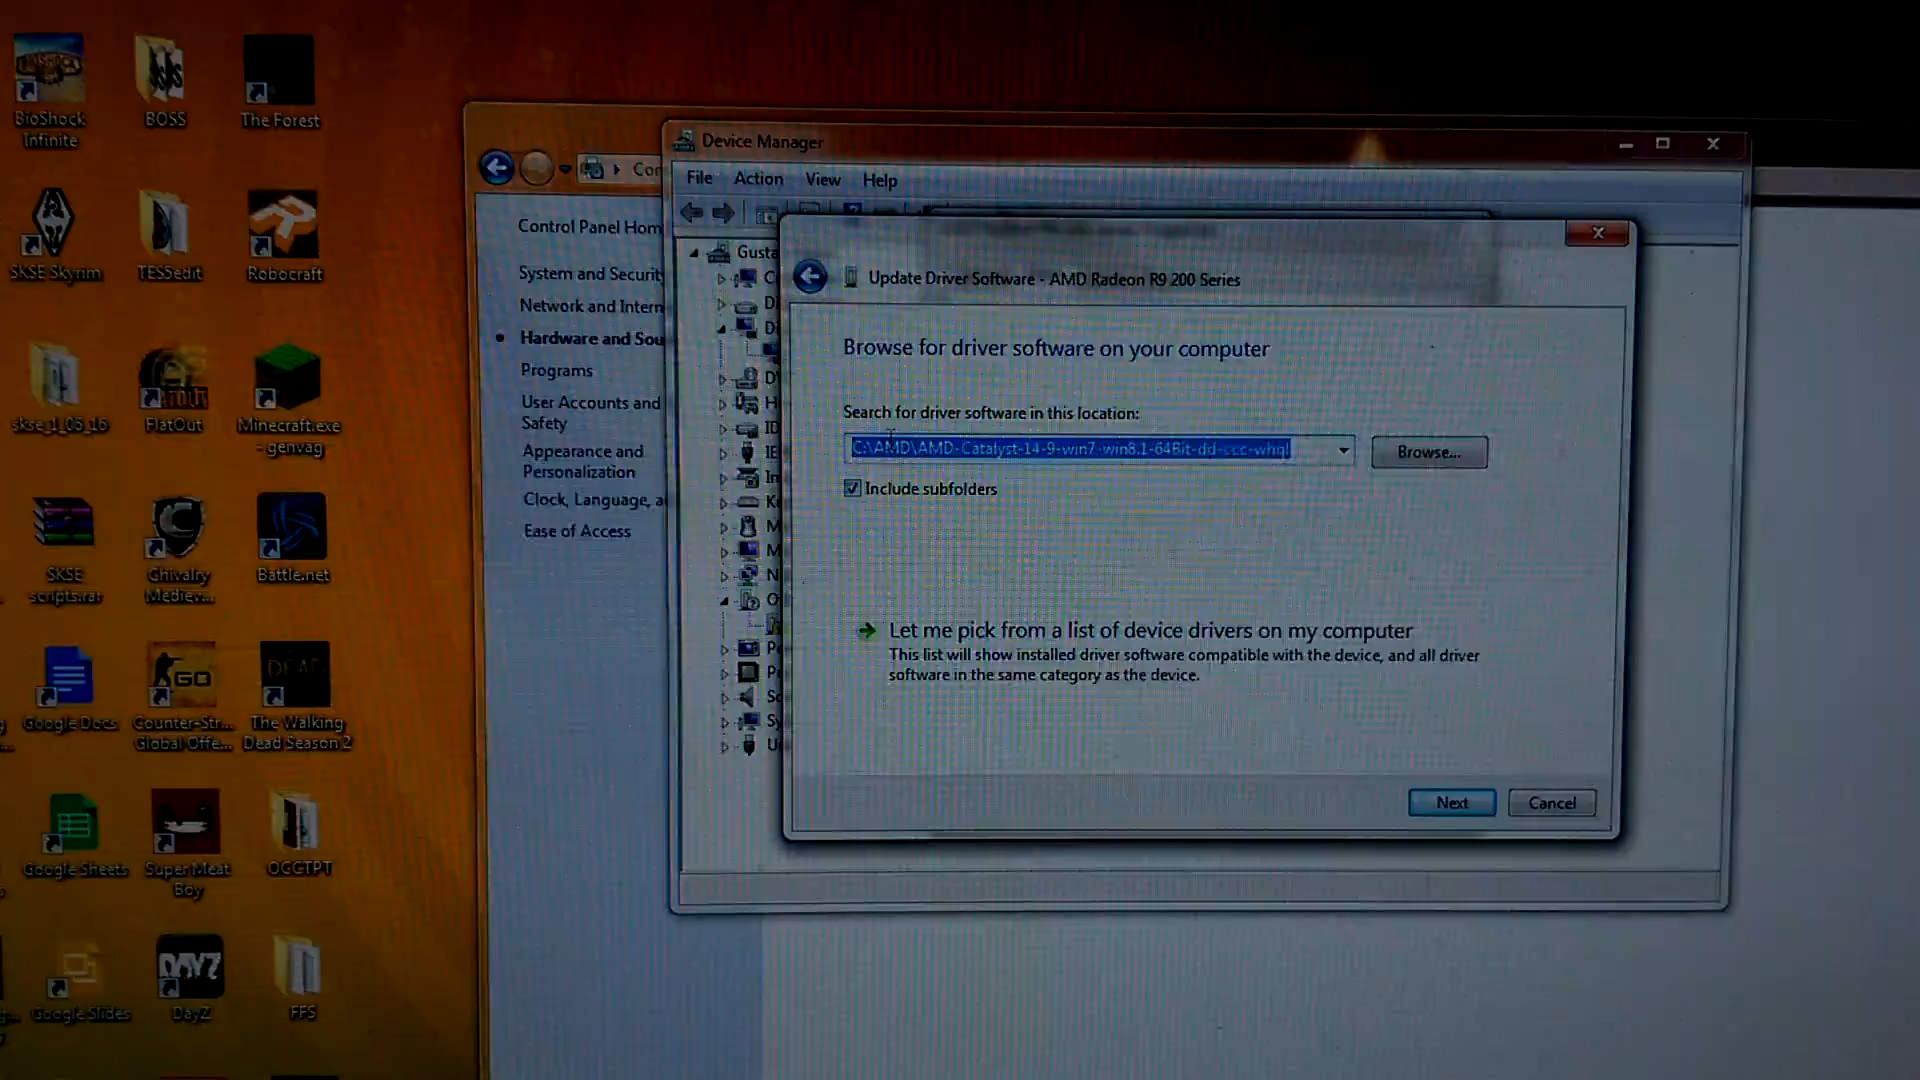 BioShock
Infinite
BOSS
The Forest
SKSE Skyrim
TES5edit
Robocraft
skse_1_06_16
FlatOut
Minecraft.exe
- genvag
SKSE
scripts.rar
Chivalry
Mediev...
Battle.net
Google Docs
Counter-Str...
Global Offe...
The Walking
Dead Season 2
Google Sheets
Super Meat
Boy
OCCTPT
Google Slides
DayZ
FFS
Control Panel Hom
System and Security
Network and Intern
Hardware and Sou
Programs
User Accounts and
Safety
Appearance and
Personalization
Clock, Language, a
Ease of Access
Device Manager
File Action View Help
Gusta
Update Driver Software - AMD Radeon R9 200 Series
Browse for driver software on your computer
Search for driver software in this location:
C:\AMD\AMD-Catalyst-14-9-win7-win8.1-64Bit-dd-ccc-whql
Browse...
Include subfolders
Let me pick from a list of device drivers on my computer
This list will show installed driver software compatible with the device, and all driver
software in the same category as the device.
Next
Cancel